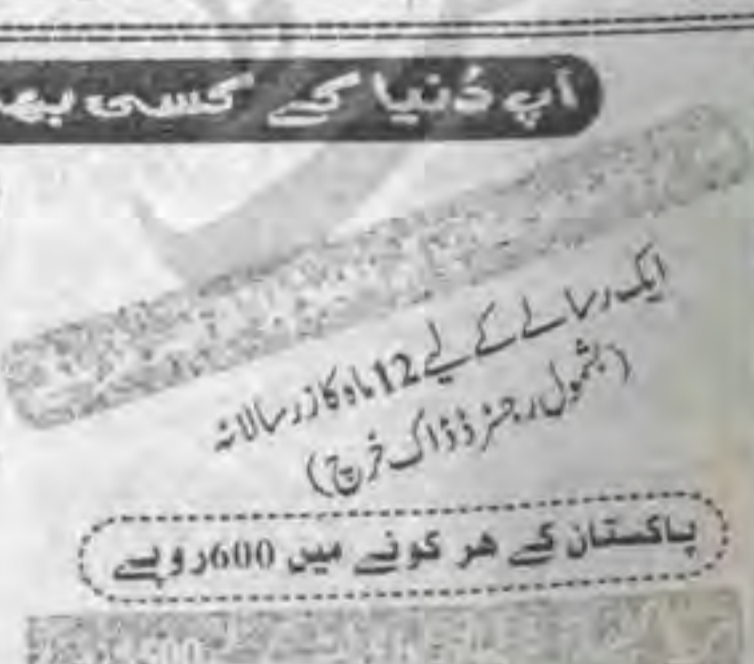 آپ دُنیا کے کسی بھ
ایک رسالے کے لیے 12 ماہ کا زر سالانہ
(بشمول رجسٹرڈ ڈاک خرچ)
پاکستان کے ہر کونے میں 600 روپے